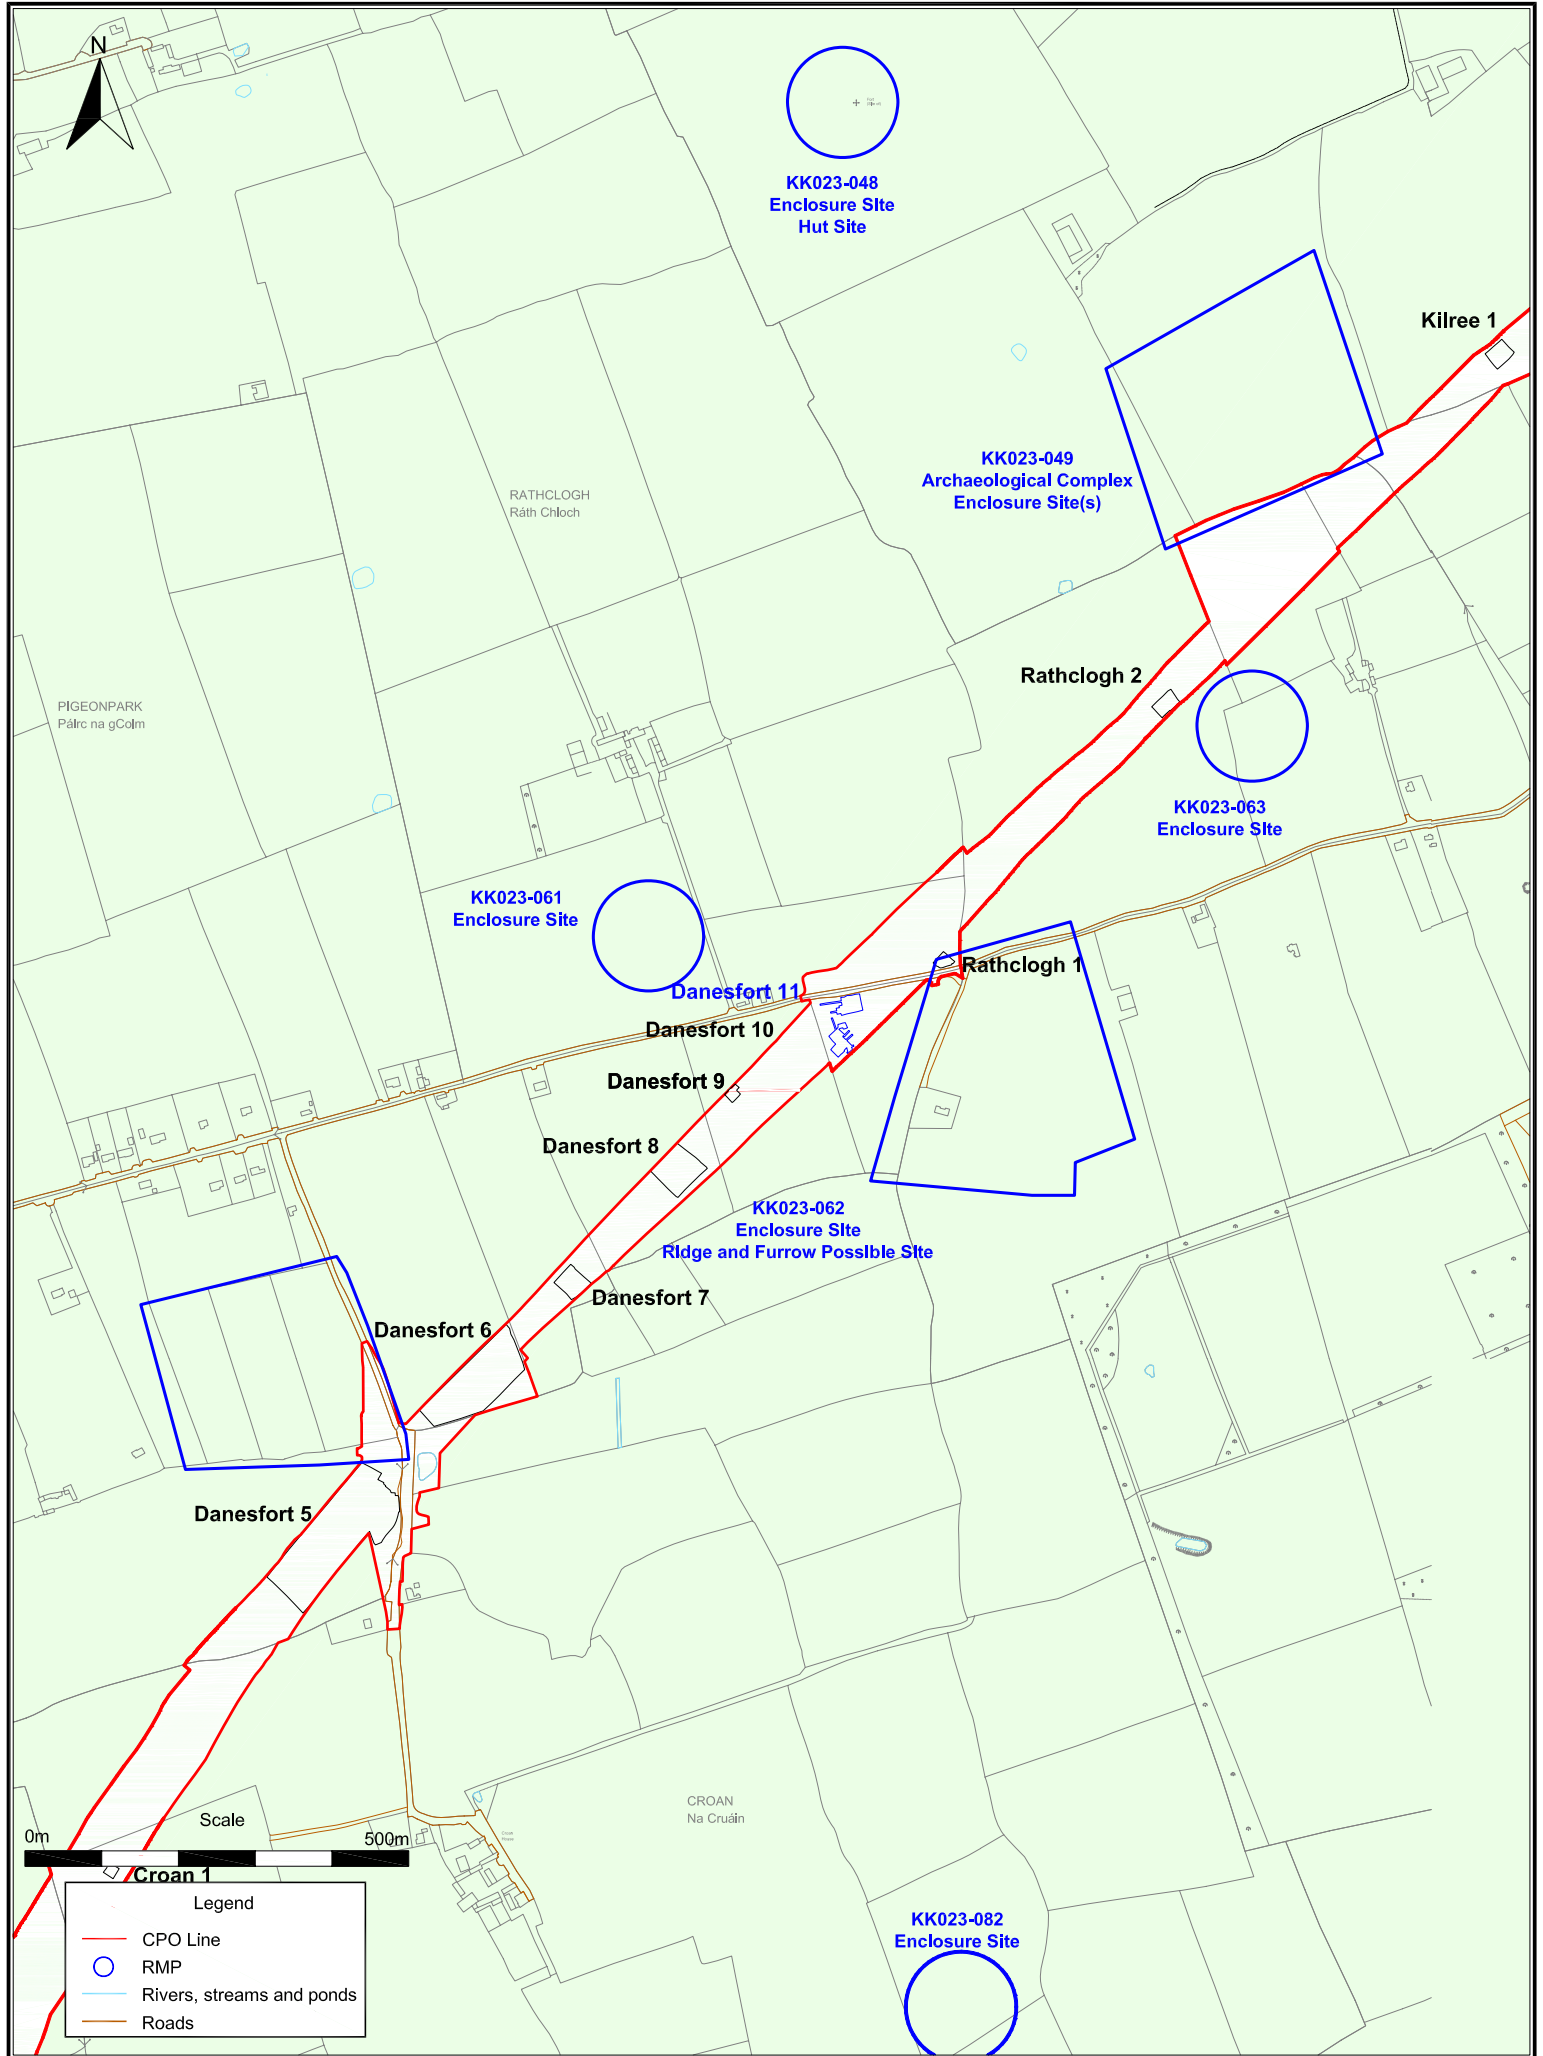 N
KK023-048
Enclosure Site
Hut Site
Kilree 1
KK023-049
Archaeological Complex
Enclosure Site(s)
RATHCLOGH
Ráth Chloch
Rathclogh 2
PIGEONPARK
Páirc na gColm
KK023-063
Enclosure Site
KK023-061
Enclosure Site
Rathclogh 1
Danesfort 11
Danesfort 10
Danesfort 9
Danesfort 8
KK023-062
Enclosure Site
Ridge and Furrow Possible Site
Danesfort 7
Danesfort 6
Danesfort 5
CROAN
Na Cruáin
Scale
0m
500m
Croan 1
Legend
CPO Line
RMP
Rivers, streams and ponds
Roads
KK023-082
Enclosure Site